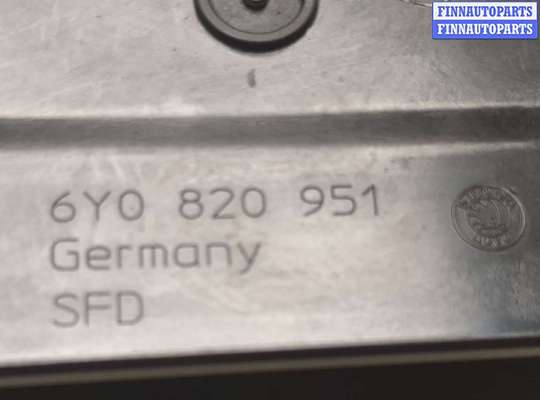 FINNAUTOPARTS
FINNAUTOPARTS
6Y0 820 951
Germany
SFD